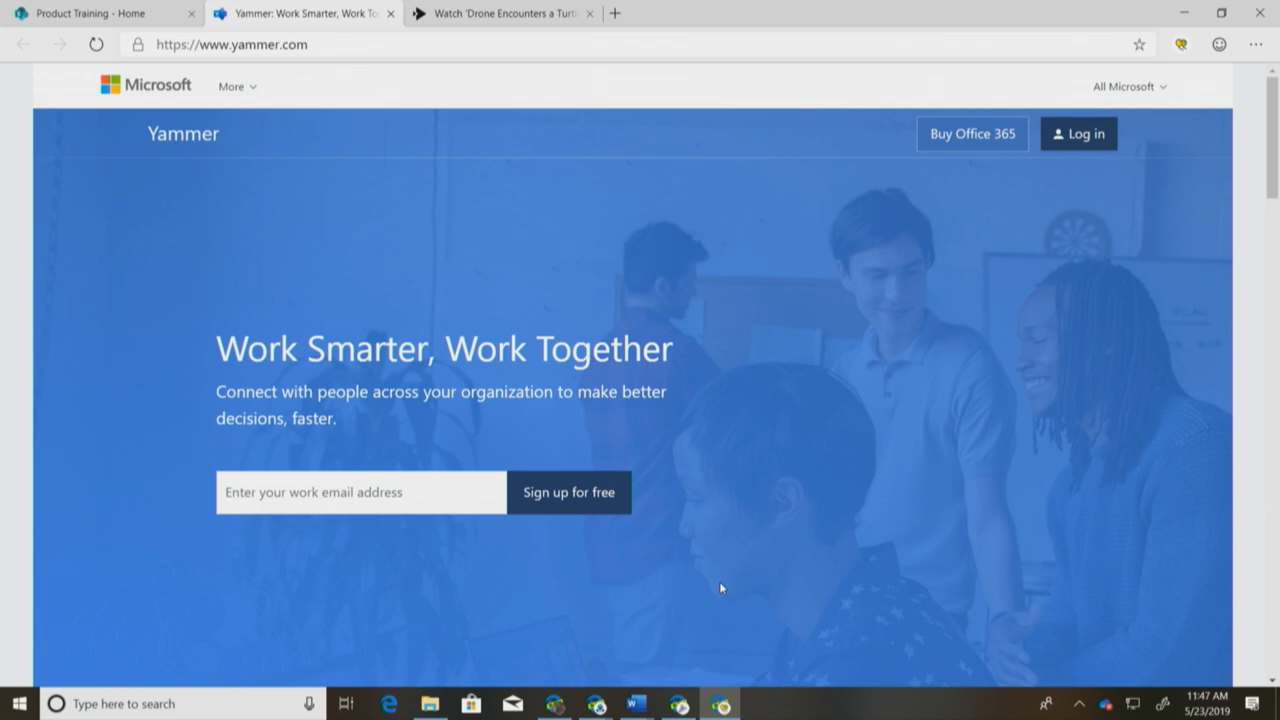 Product Training - Home
Yammer: Work Smarter, Work To
Watch 'Drone Encounters a Turt
https://www.yammer.com
Microsoft
More
All Microsoft
Yammer
Buy Office 365
Log in
Work Smarter, Work Together
Connect with people across your organization to make better
decisions, faster.
Enter your work email address
Sign up for free
Type here to search
11:47 AM
5/23/2019